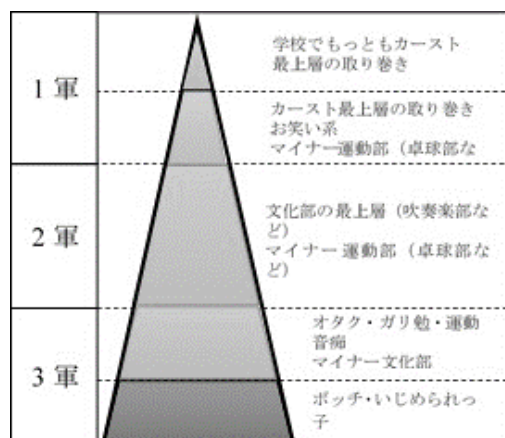 1 軍
学校でもっともカースト
最上層の取り巻き
カースト最上層の取り巻き
お笑い系
マイナー運動部（卓球部な
2 軍
文化部の最上層（吹奏楽部な
ど）
マイナー運動部（卓球部な
ど）
3 軍
オタク・ガリ勉・運動
音痴
マイナー文化部
ボッチ・いじめられっ
子